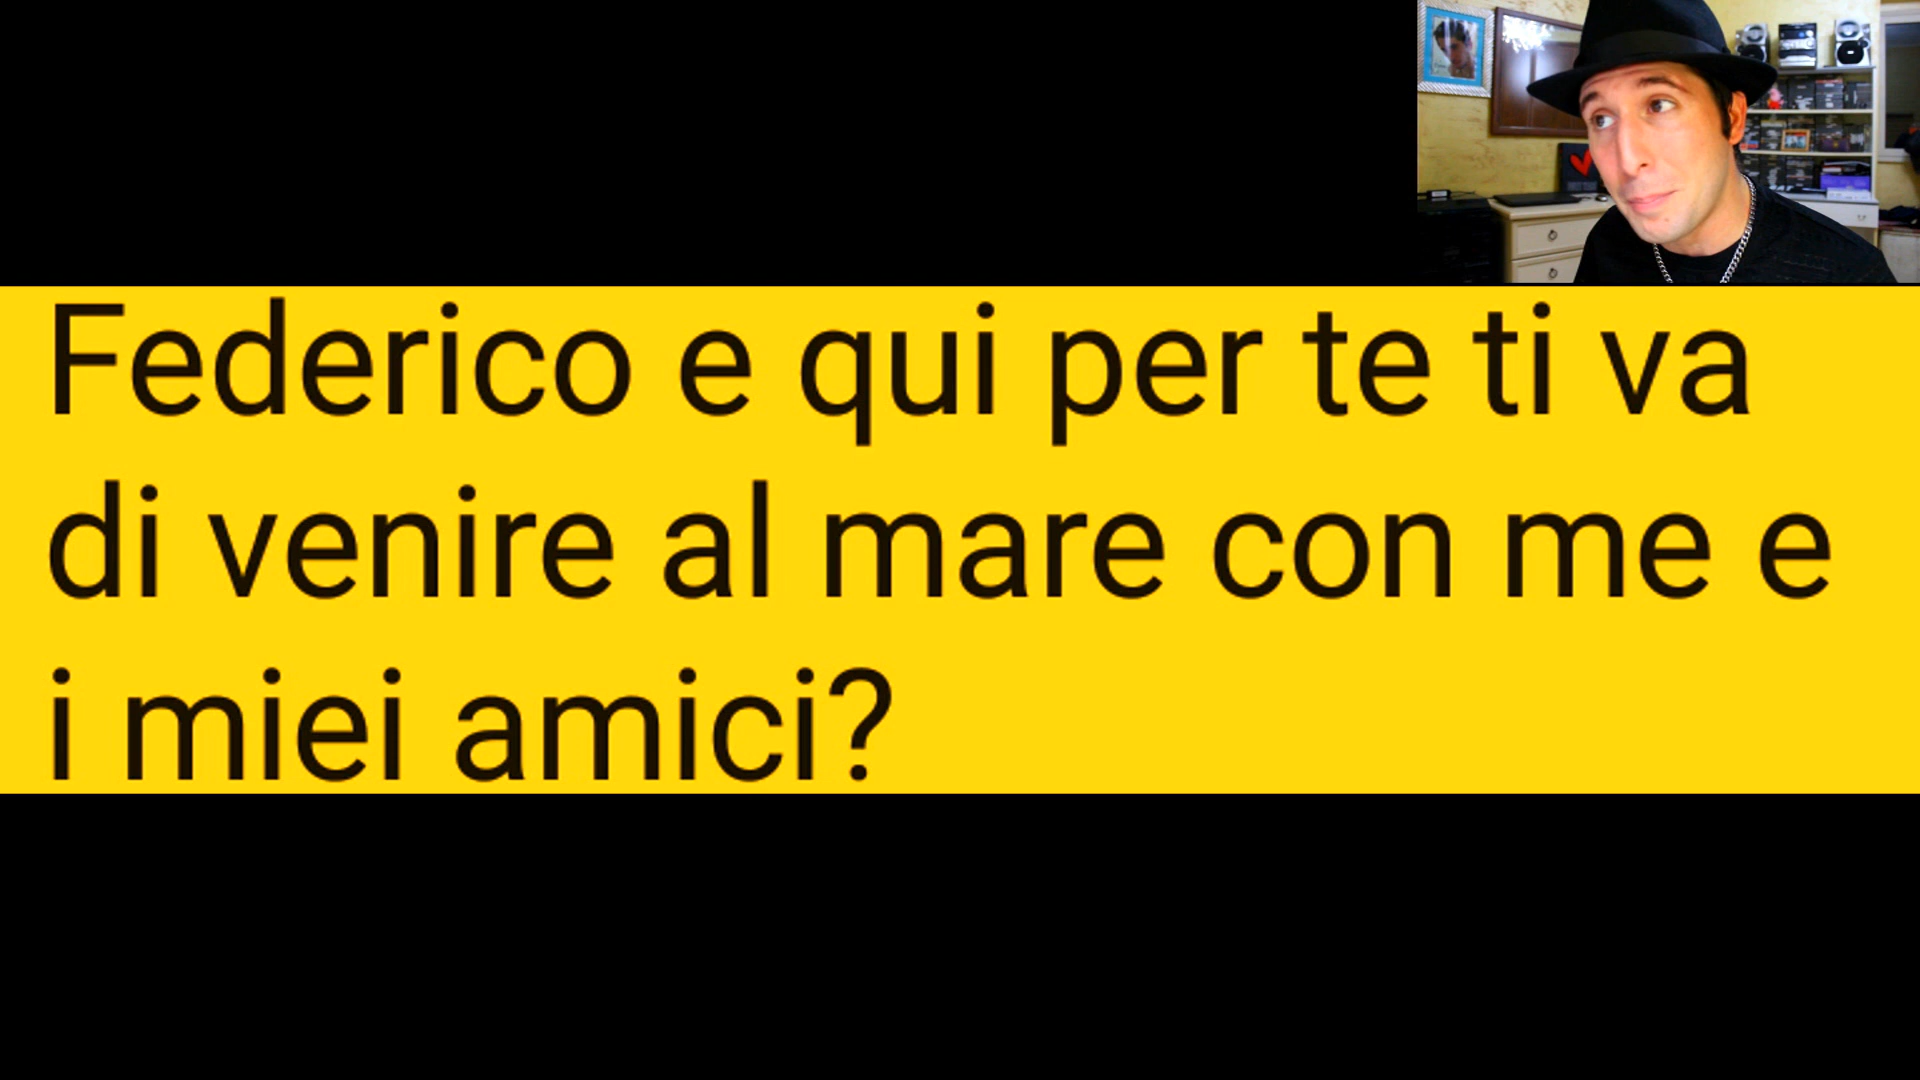 Federico e qui per te ti va
di venire al mare con me e
i miei amici?